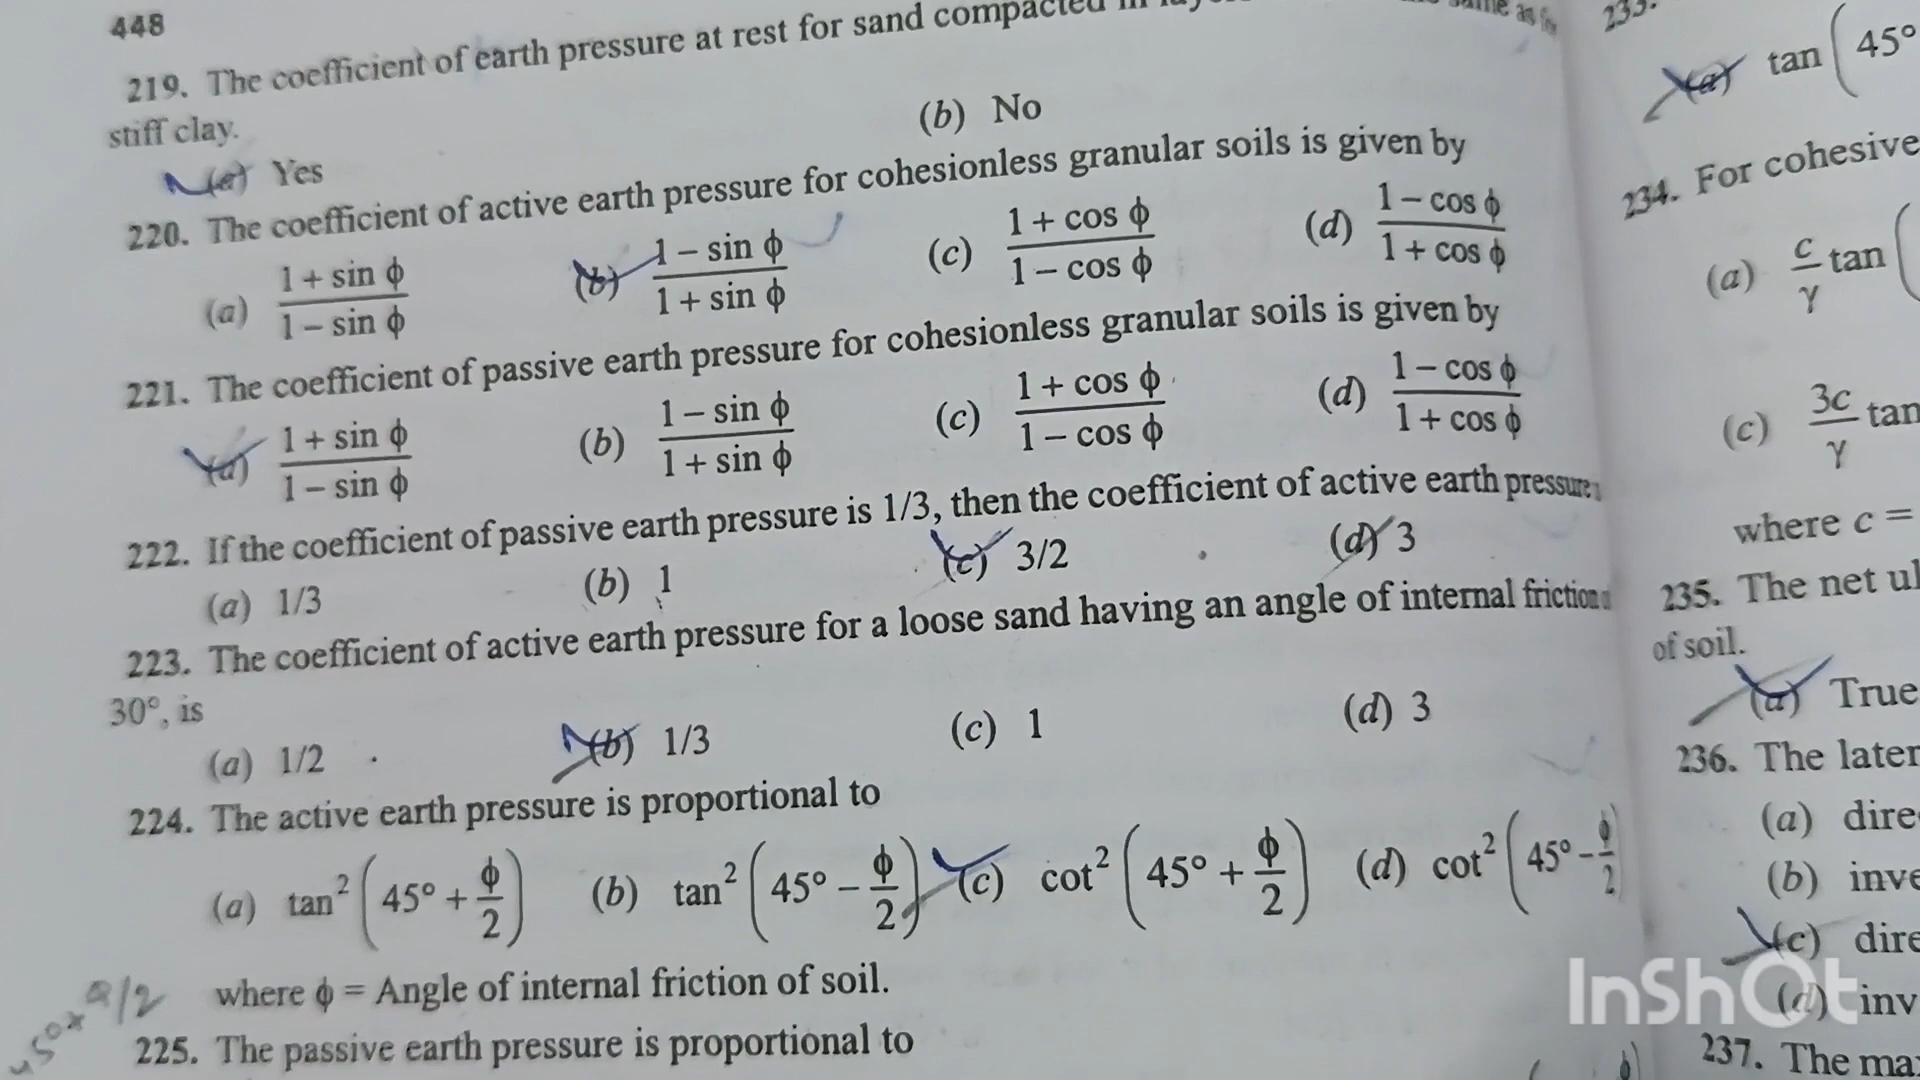 448
219. The coefficient of earth pressure at rest for sand compacted in
stiff clay.
(a) Yes (b) No
220. The coefficient of active earth pressure for cohesionless granular soils is given by
(a) 1 + sin ϕ / 1 – sin ϕ (b) 1 – sin ϕ / 1 + sin ϕ (c) 1 + cos ϕ / 1 – cos ϕ (d) 1 – cos ϕ / 1 + cos ϕ
221. The coefficient of passive earth pressure for cohesionless granular soils is given by
(a) 1 + sin ϕ / 1 – sin ϕ (b) 1 – sin ϕ / 1 + sin ϕ (c) 1 + cos ϕ / 1 – cos ϕ (d) 1 – cos ϕ / 1 + cos ϕ
222. If the coefficient of passive earth pressure is 1/3, then the coefficient of active earth pressure
(a) 1/3 (b) 1 (c) 3/2 (d) 3
223. The coefficient of active earth pressure for a loose sand having an angle of internal friction
30°, is
(a) 1/2 (b) 1/3 (c) 1 (d) 3
224. The active earth pressure is proportional to
(a) tan² (45° + ϕ/2) (b) tan² (45° – ϕ/2) (c) cot² (45° + ϕ/2) (d) cot² (45° – ϕ/2)
where ϕ = Angle of internal friction of soil.
225. The passive earth pressure is proportional to
same as
233.
(a) tan (45°
234. For cohesive
(a) c/γ tan (
(c) 3c/γ tan
where c =
235. The net ul
of soil.
(a) True
236. The later
(a) dire
(b) inve
(c) dire
(d) inv
237. The ma
InShOt